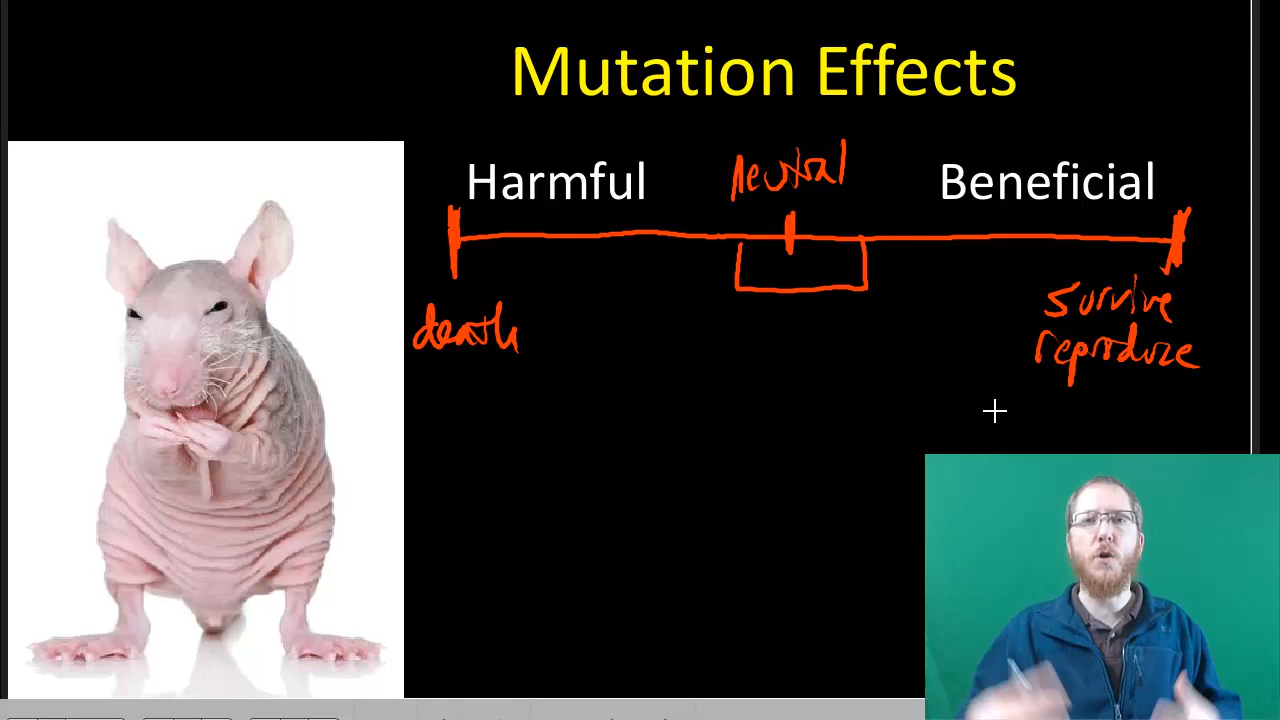 Mutation Effects
Harmful neutral Beneficial
death
survive
reproduce